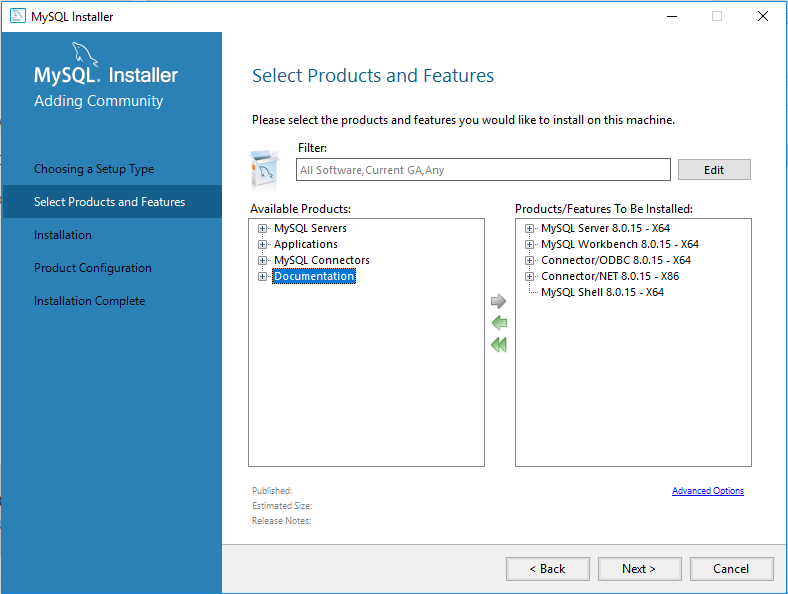 MySQL Installer
MySQL. Installer
Adding Community
Choosing a Setup Type
Select Products and Features
Installation
Product Configuration
Installation Complete
Select Products and Features
Please select the products and features you would like to install on this machine.
Filter:
All Software,Current GA,Any
Edit
Available Products:
MySQL Servers
Applications
MySQL Connectors
Documentation
Products/Features To Be Installed:
MySQL Server 8.0.15 - X64
MySQL Workbench 8.0.15 - X64
Connector/ODBC 8.0.15 - X64
Connector/NET 8.0.15 - X86
MySQL Shell 8.0.15 - X64
Published:
Estimated Size:
Release Notes:
Advanced Options
< Back
Next >
Cancel